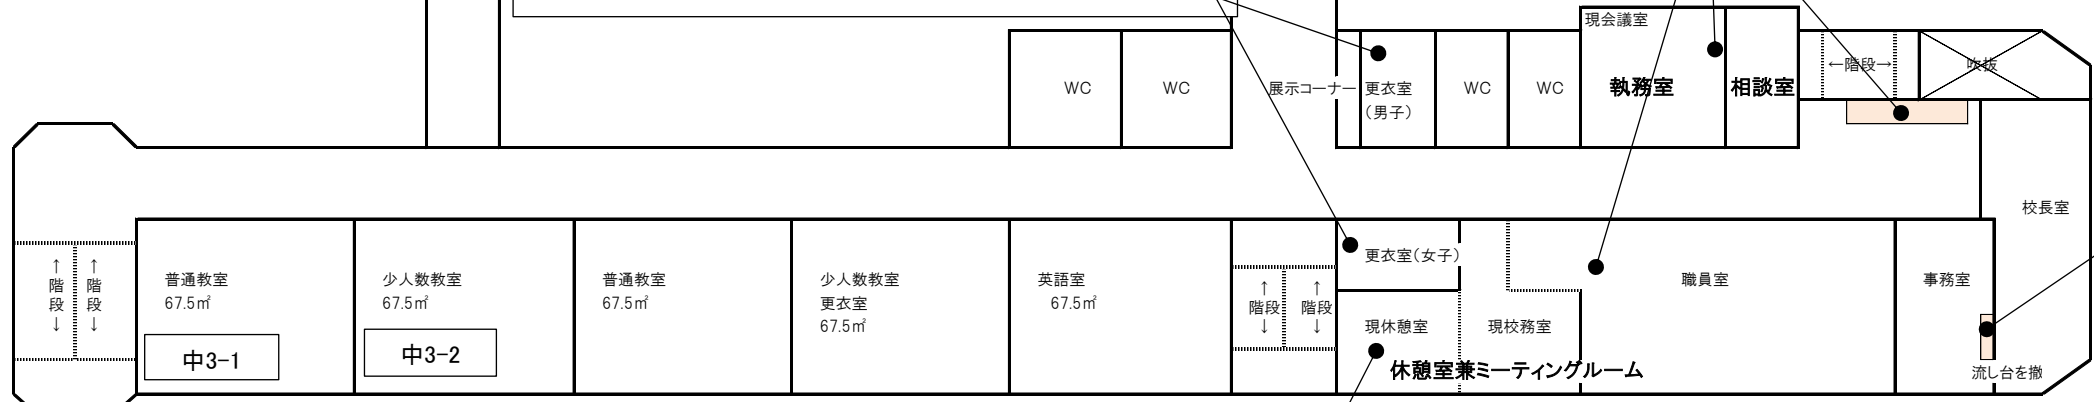 現会議室
WC
WC
展示コーナー
更衣室
（男子）
WC
WC
執務室
相談室
←階段→
吹抜
校長室
↑
階
段
↓
↑
階
段
↓
普通教室
67.5㎡
中3-1
少人数教室
67.5㎡
中3-2
普通教室
67.5㎡
少人数教室
更衣室
67.5㎡
英語室
67.5㎡
↑
階段
↓
↑
階段
↓
更衣室（女子）
現休憩室
現校務室
休憩室兼ミーティングルーム
職員室
事務室
流し台を撤